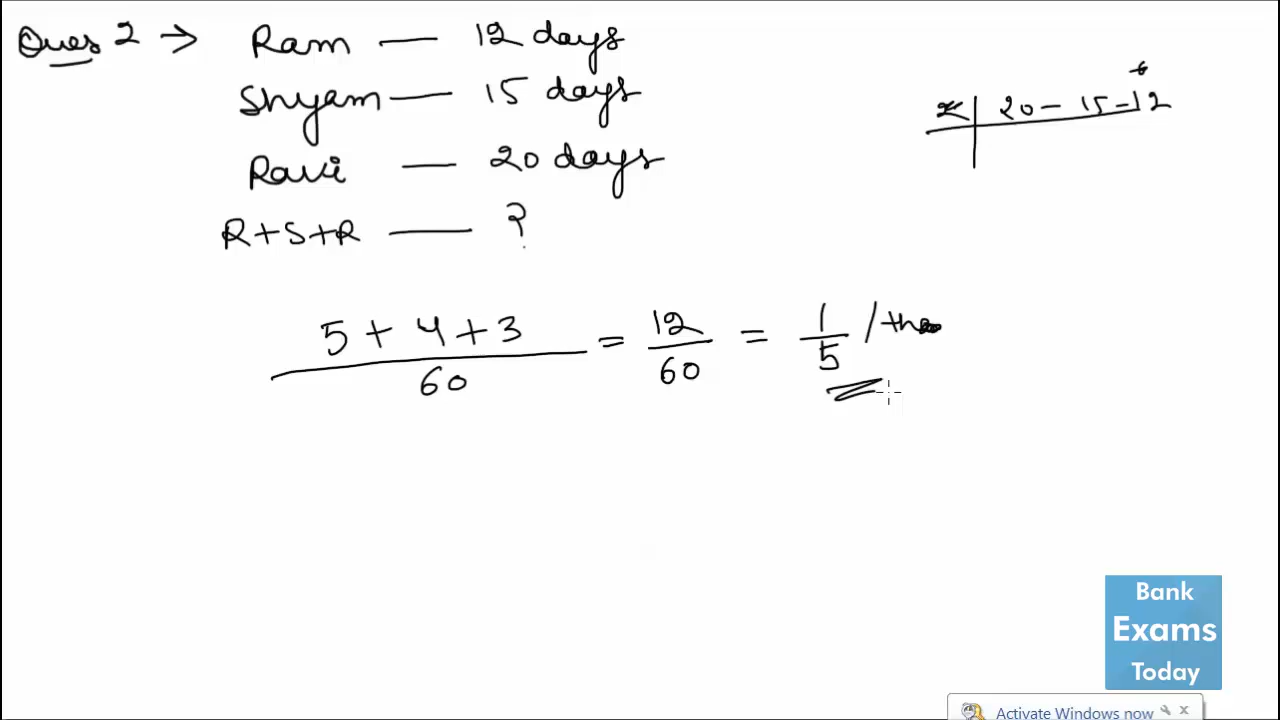 Ques 2 → Ram — 12 days
Shyam — 15 days
20 - 15 - 12
Ravi — 20 days
R+S+R — ?
5 + 4 + 3 / 60 = 12 / 60 = 1 / 5
Bank
Exams
Today
Activate Windows now